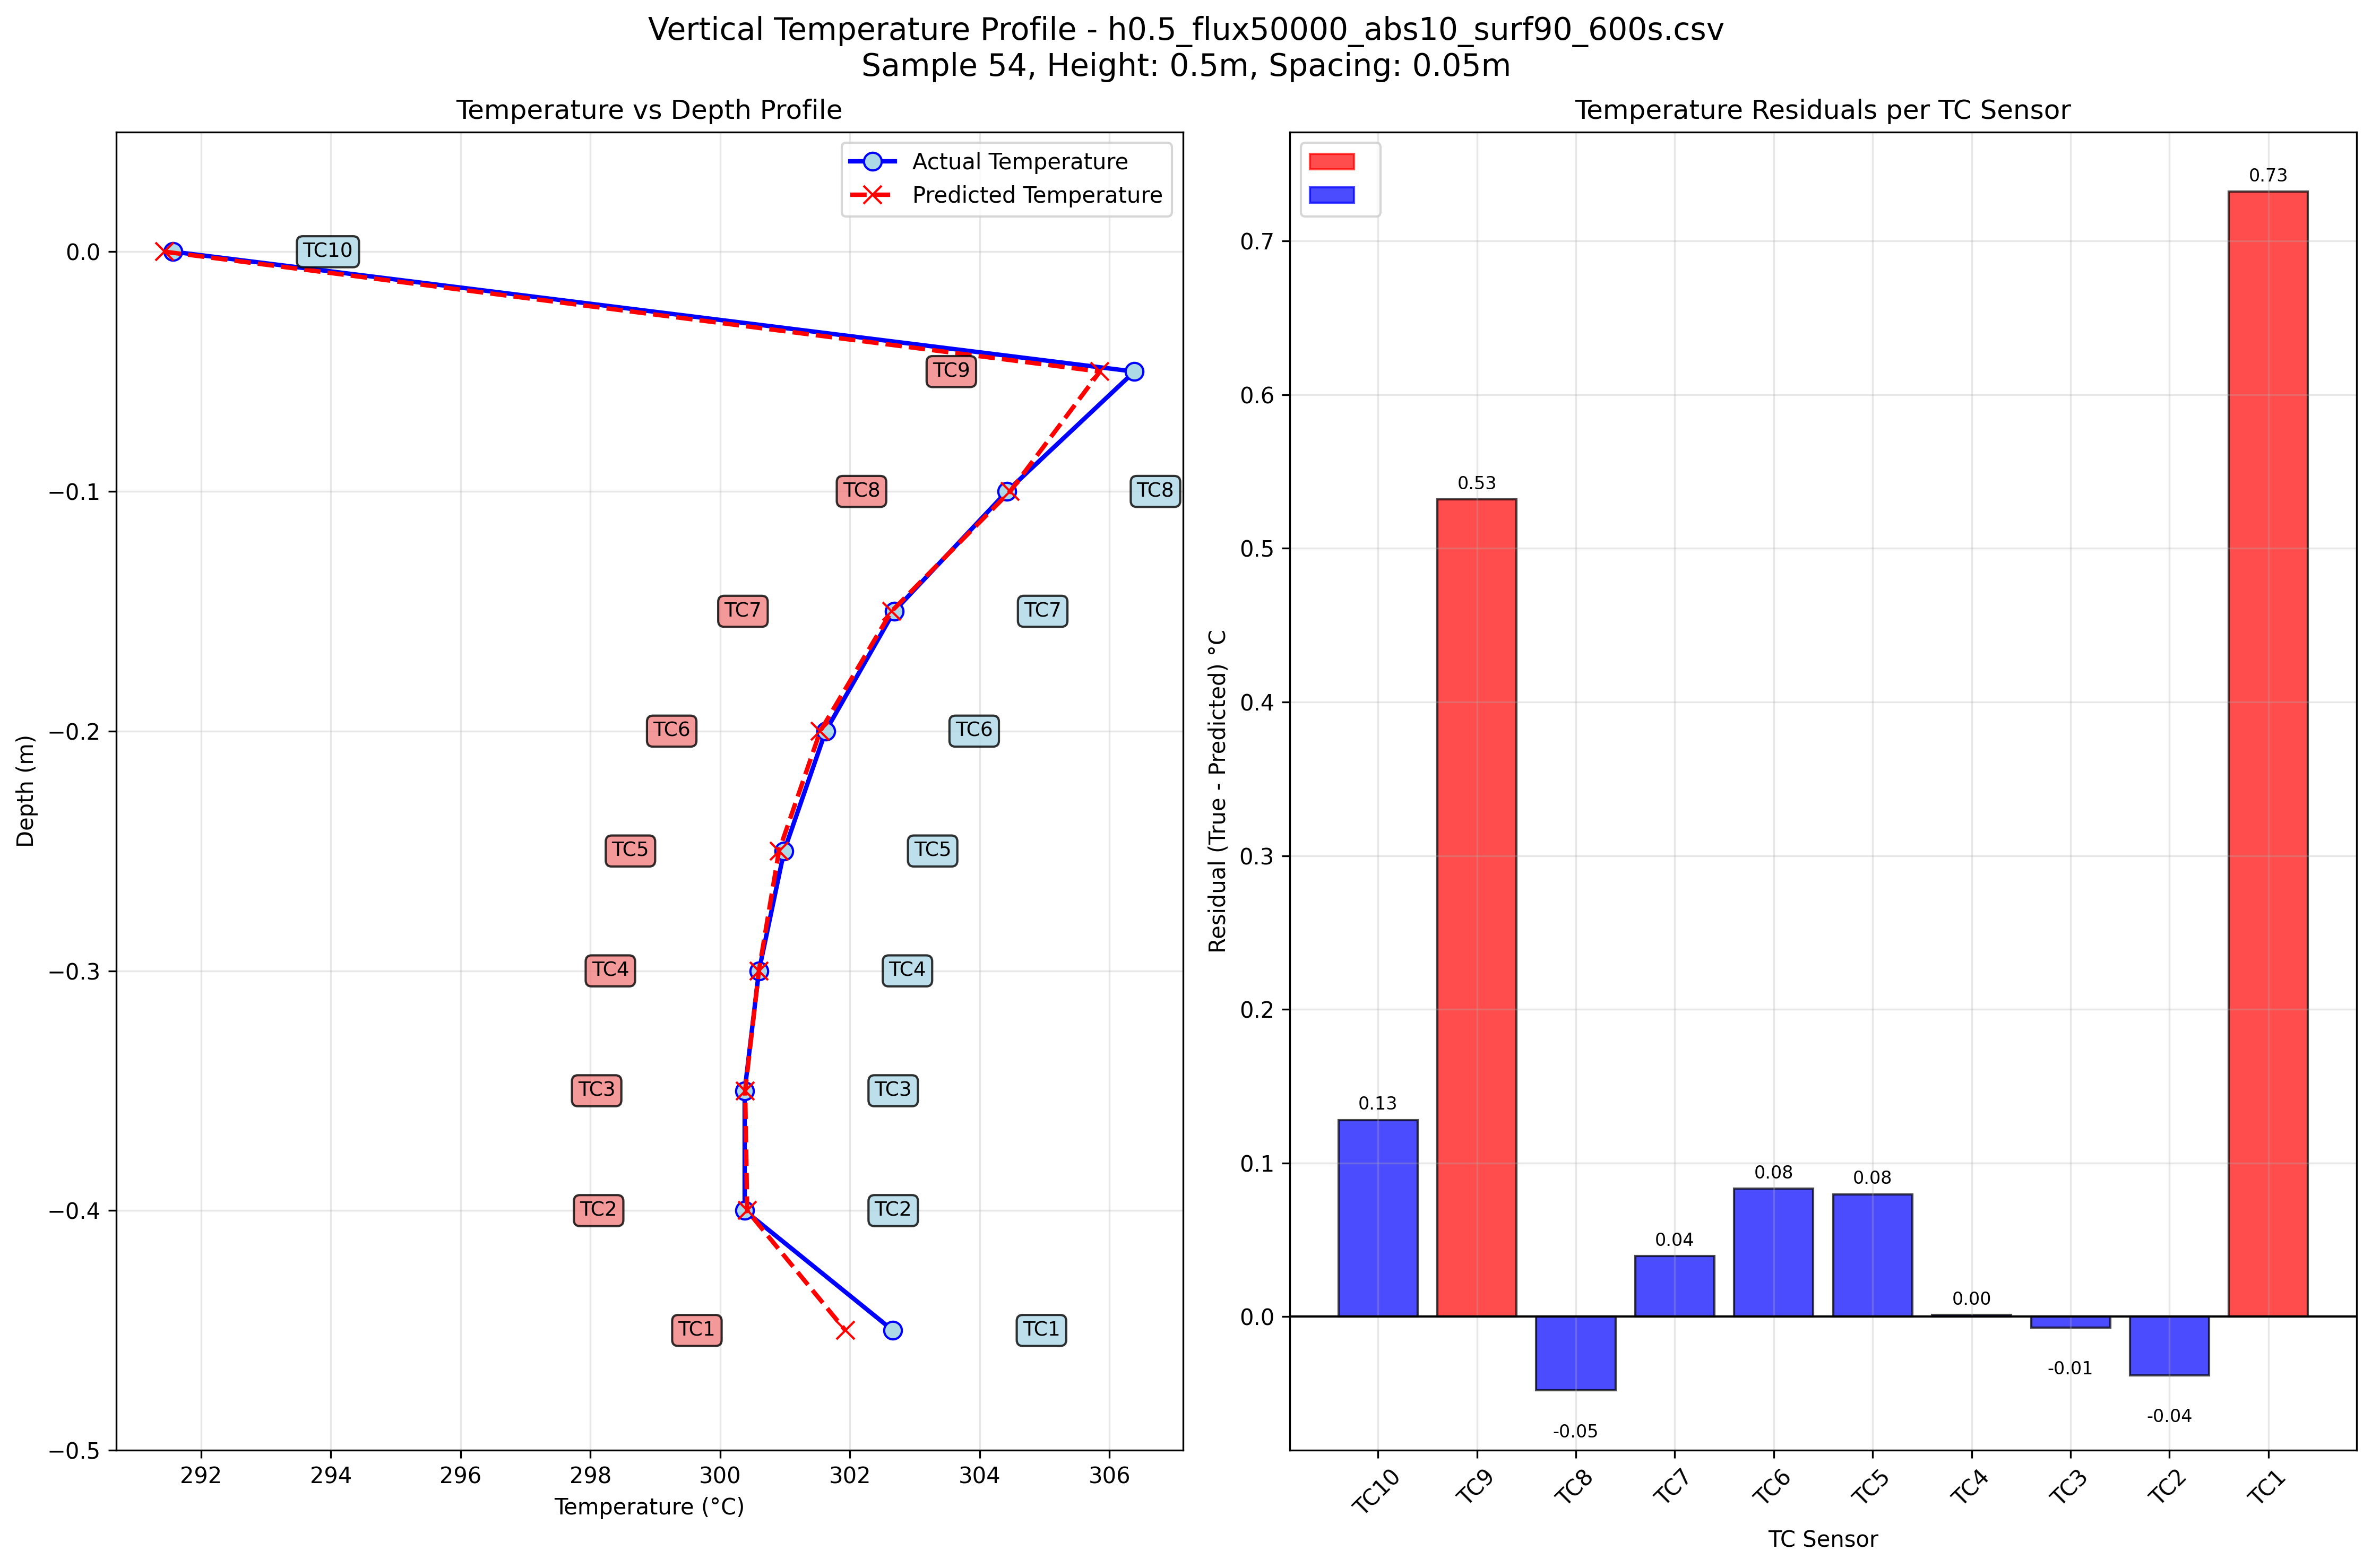 Vertical Temperature Profile - h0.5_flux50000_abs10_surf90_600s.csv
Sample 54, Height: 0.5m, Spacing: 0.05m
Temperature vs Depth Profile
Actual Temperature
Predicted Temperature
TC10
TC9
TC8
TC8
TC7
TC7
TC6
TC6
TC5
TC5
TC4
TC4
TC3
TC3
TC2
TC2
TC1
TC1
0.0
−0.1
−0.2
−0.3
−0.4
−0.5
Depth (m)
292 294 296 298 300 302 304 306
Temperature (°C)
Temperature Residuals per TC Sensor
0.7
0.6
0.5
0.4
0.3
0.2
0.1
0.0
Residual (True - Predicted) °C
0.13
0.53
-0.05
0.04
0.08
0.08
0.00
-0.01
-0.04
0.73
TC10 TC9 TC8 TC7 TC6 TC5 TC4 TC3 TC2 TC1
TC Sensor